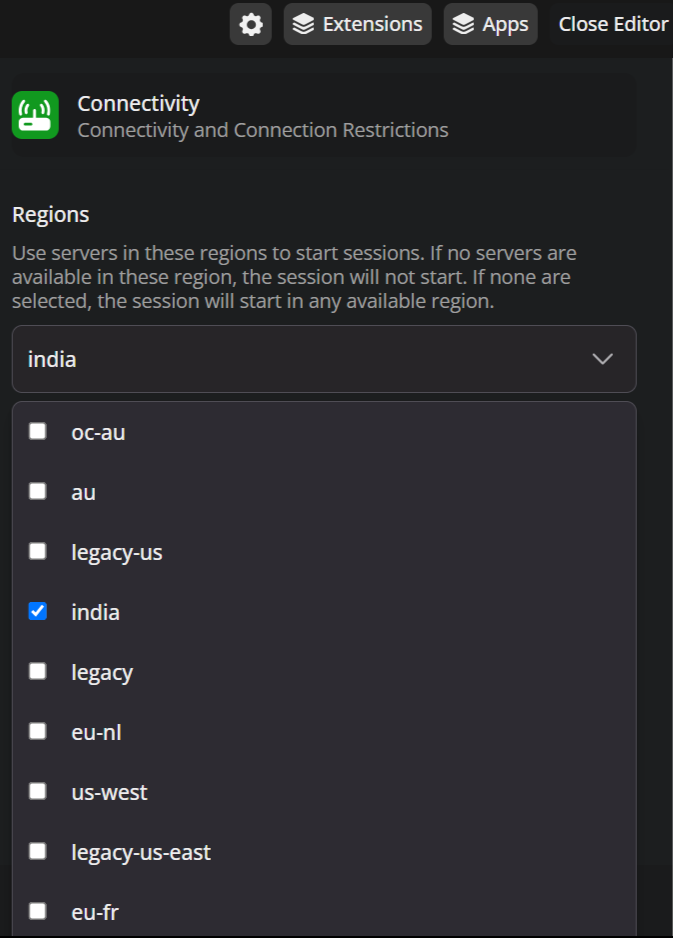 Extensions
Apps
Close Editor
Connectivity
Connectivity and Connection Restrictions
Regions
Use servers in these regions to start sessions. If no servers are
available in these region, the session will not start. If none are
selected, the session will start in any available region.
india
oc-au
au
legacy-us
india
legacy
eu-nl
us-west
legacy-us-east
eu-fr